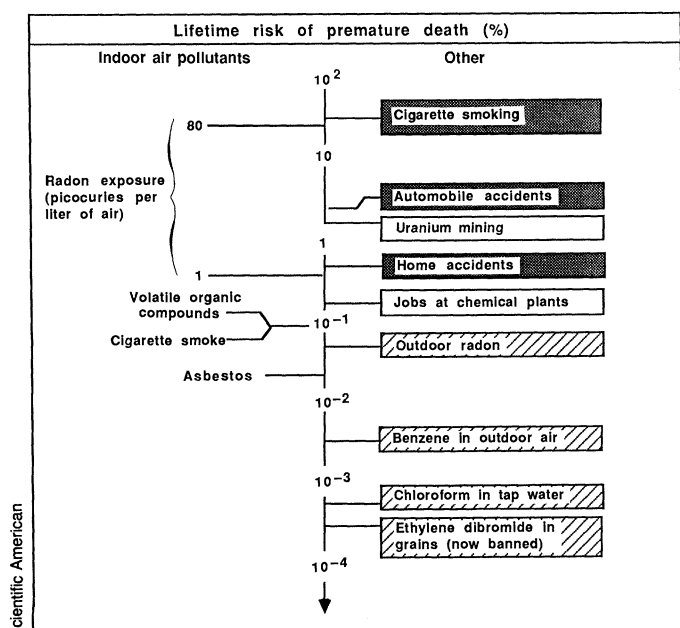 Lifetime risk of premature death (%)
Indoor air pollutants
Other
10²
Cigarette smoking
80
10
Radon exposure
(picocuries per
liter of air)
Automobile accidents
Uranium mining
1
Home accidents
1
Volatile organic
compounds
Jobs at chemical plants
10⁻¹
Cigarette smoke
Outdoor radon
Asbestos
10⁻²
Benzene in outdoor air
10⁻³
Chloroform in tap water
Ethylene dibromide in
grains (now banned)
10⁻⁴
cientific American